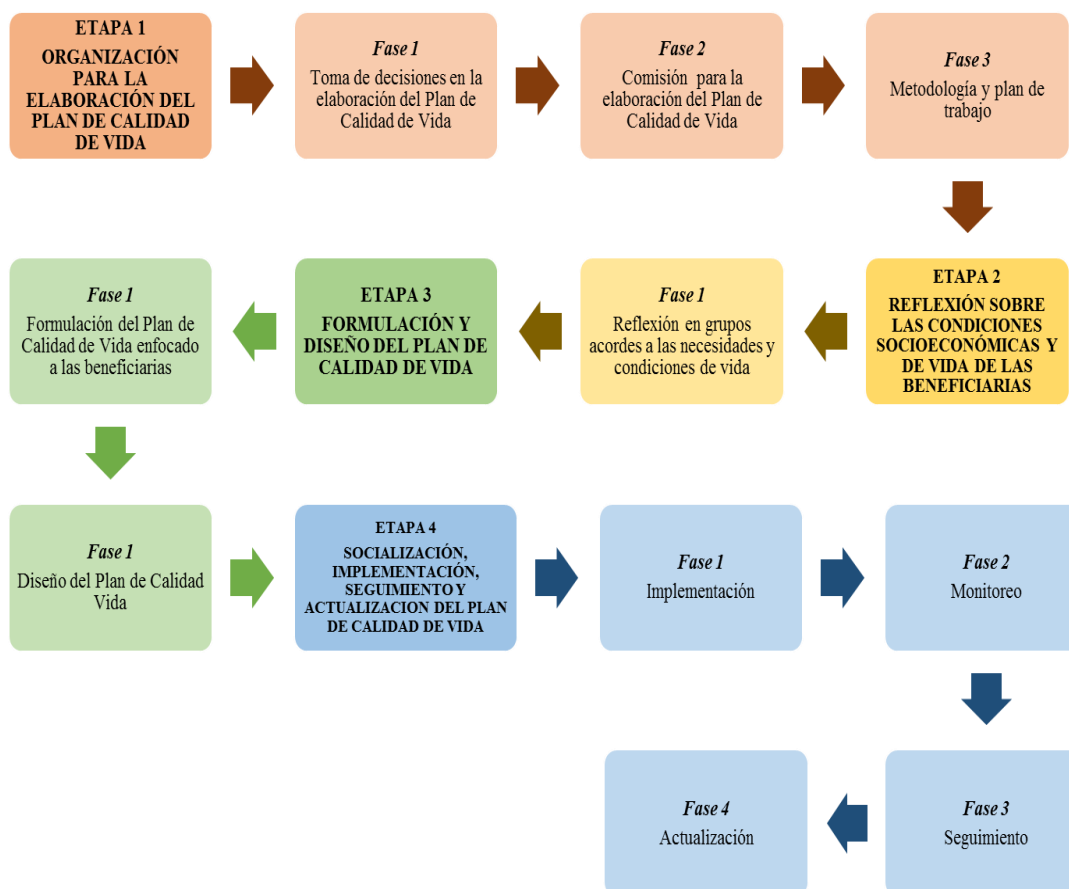 ETAPA 1
ORGANIZACIÓN
PARA LA
ELABORACIÓN DEL
PLAN DE CALIDAD
DE VIDA
Fase 1
Toma de decisiones en la
elaboración del Plan de
Calidad de Vida
Fase 2
Comisión para la
elaboración del Plan de
Calidad de Vida
Fase 3
Metodología y plan de
trabajo
ETAPA 2
REFLEXIÓN SOBRE
LAS CONDICIONES
SOCIOECONÓMICAS Y
DE VIDA DE LAS
BENEFICIARIAS
Fase 1
Reflexión en grupos
acordes a las necesidades y
condiciones de vida
ETAPA 3
FORMULACIÓN Y
DISEÑO DEL PLAN DE
CALIDAD DE VIDA
Fase 1
Formulación del Plan de
Calidad de Vida enfocado
a las beneficiarias
Fase 1
Diseño del Plan de Calidad
Vida
ETAPA 4
SOCIALIZACIÓN,
IMPLEMENTACIÓN,
SEGUIMIENTO Y
ACTUALIZACION DEL PLAN
DE CALIDAD DE VIDA
Fase 1
Implementación
Fase 2
Monitoreo
Fase 3
Seguimiento
Fase 4
Actualización